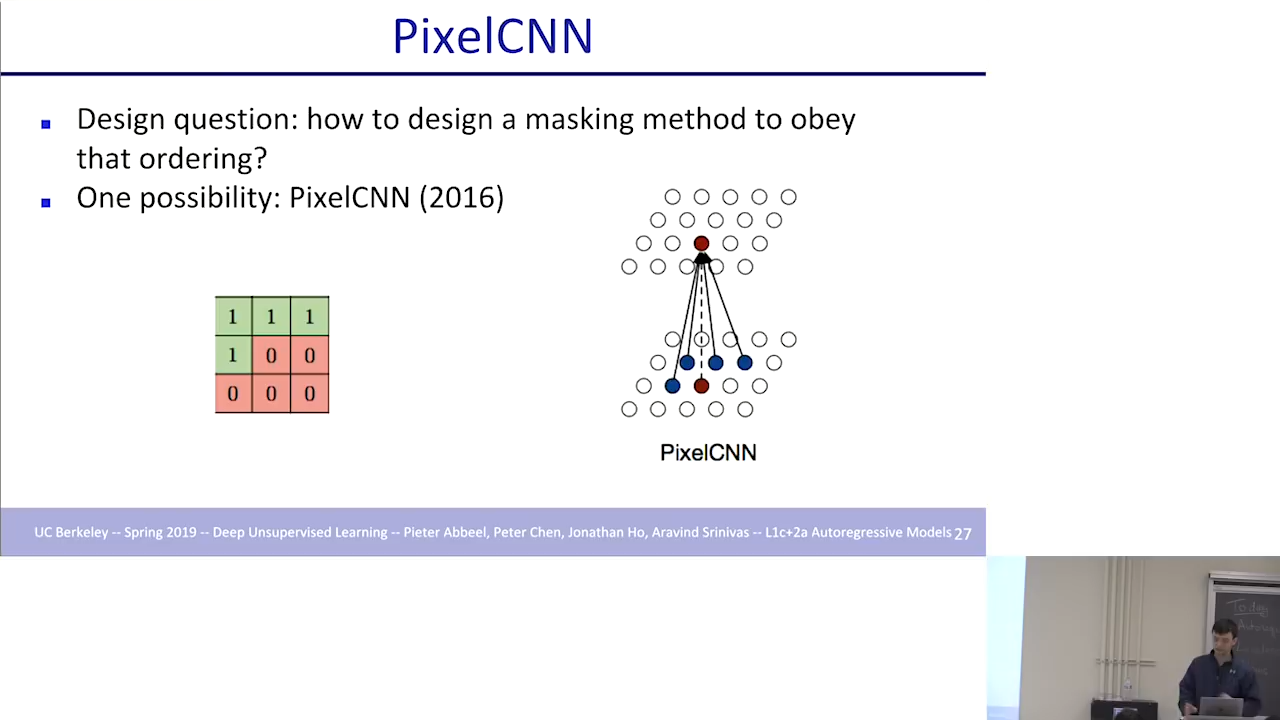 PixelCNN
Design question: how to design a masking method to obey
that ordering?
One possibility: PixelCNN (2016)
1 1 1
1 0 0
0 0 0
PixelCNN
UC Berkeley -- Spring 2019 -- Deep Unsupervised Learning -- Pieter Abbeel, Peter Chen, Jonathan Ho, Aravind Srinivas -- L1c+2a Autoregressive Models 27
Today